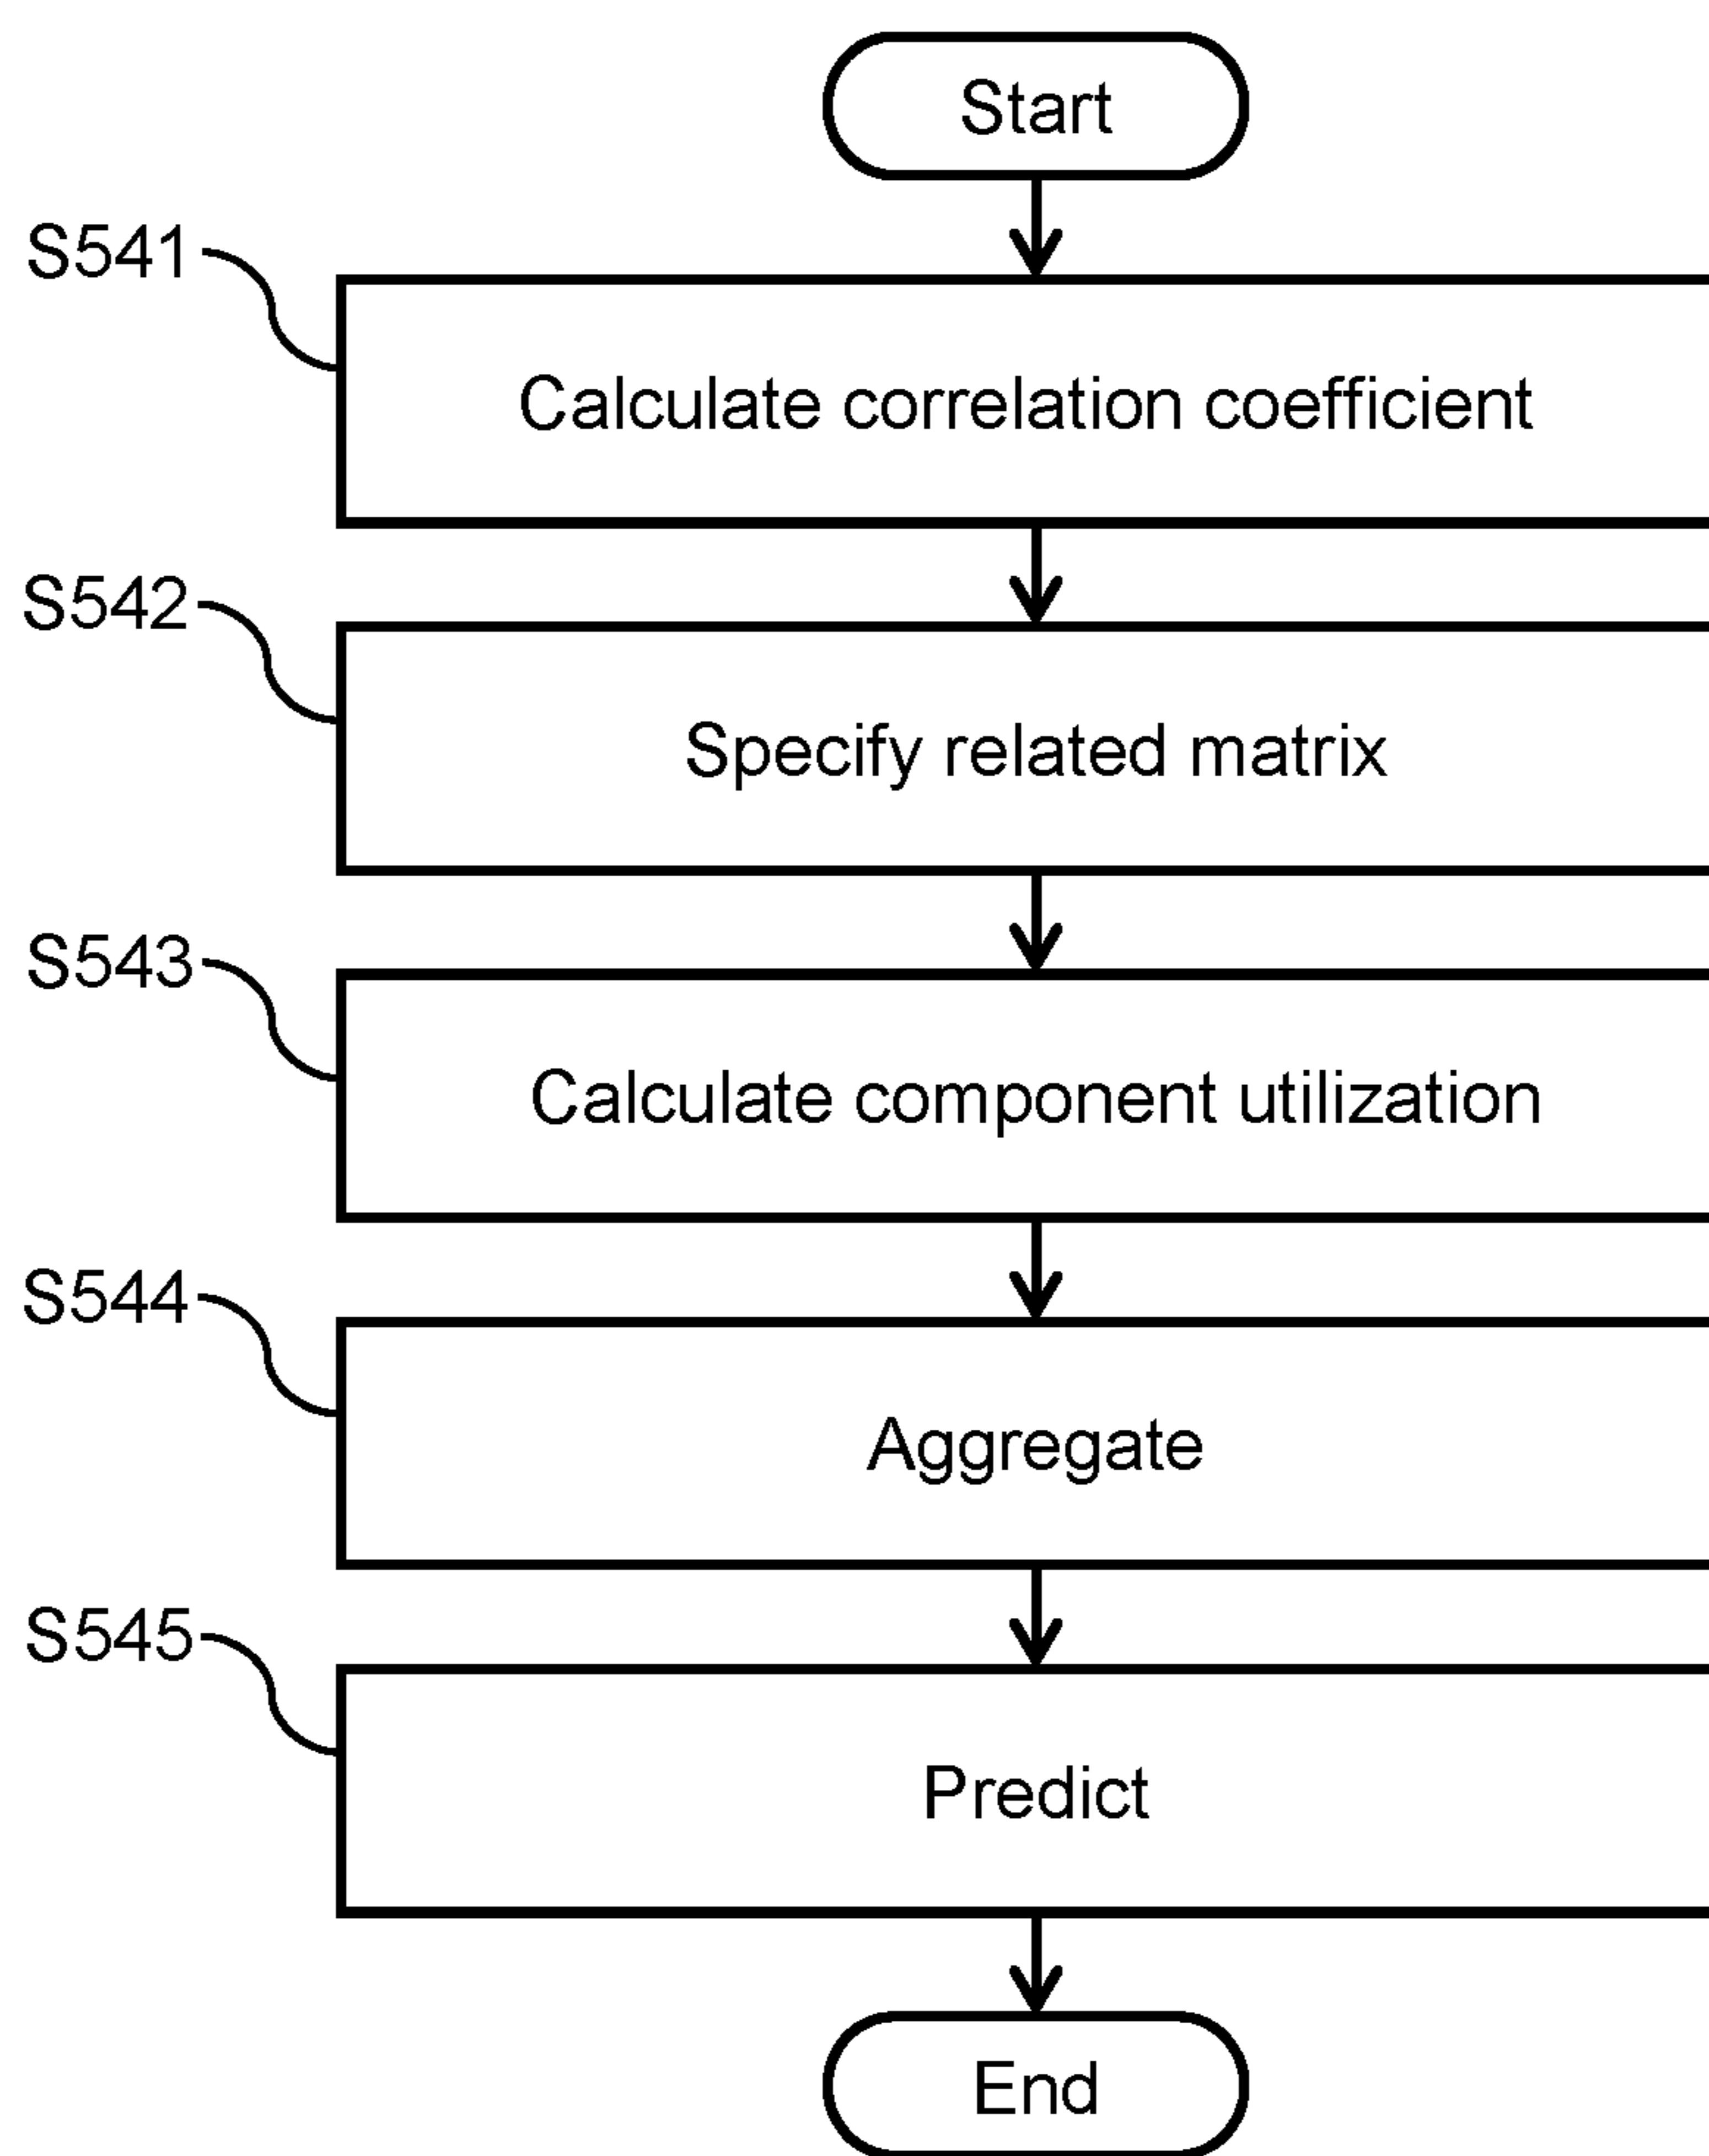 Start
S541
Calculate correlation coefficient
S542
Specify related matrix
S543
Calculate component utilization
S544
Aggregate
S545
Predict
End